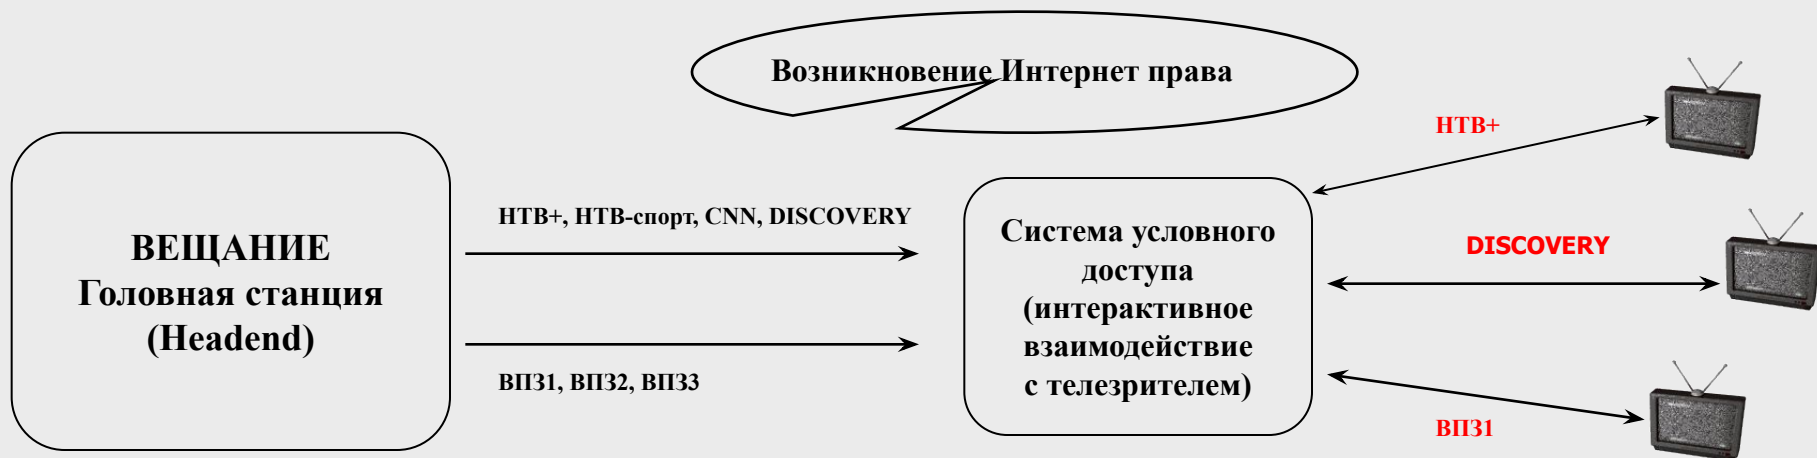 Возникновение Интернет права
ВЕЩАНИЕ
Головная станция
(Headend)
НТВ+, НТВ-спорт, CNN, DISCOVERY
ВПЗ1, ВПЗ2, ВПЗ3
Система условного
доступа
(интерактивное
взаимодействие
с телезрителем)
НТВ+
DISCOVERY
ВПЗ1